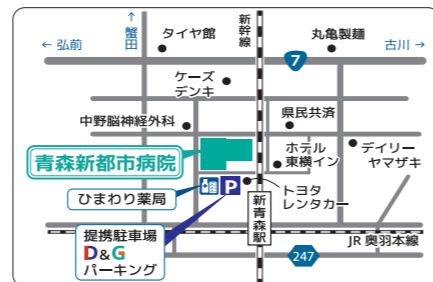 ↑
蟹田
タイヤ館
新幹線
丸亀製麺
← 弘前
7
古川 →
ケーズ
デンキ
中野脳神経外科
県民共済
青森新都市病院
ホテル
東横イン
デイリー
ヤマザキ
ひまわり薬局
P
トヨタ
レンタカー
新青森駅
提携駐車場
D&G
パーキング
JR 奥羽本線
247